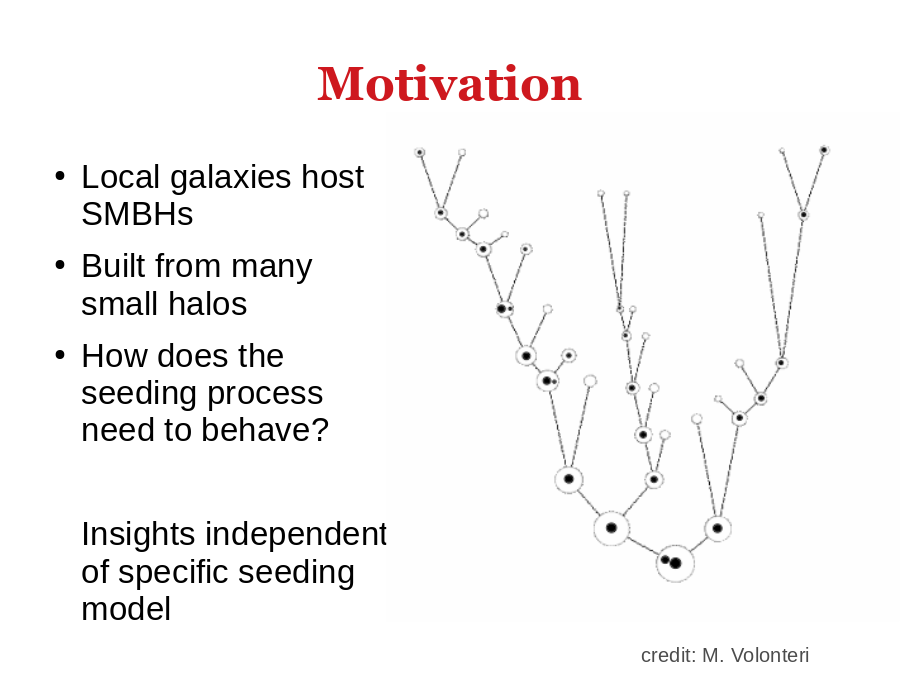 Motivation
• Local galaxies host
SMBHs
• Built from many
small halos
• How does the
seeding process
need to behave?
Insights independent
of specific seeding
model
credit: M. Volonteri